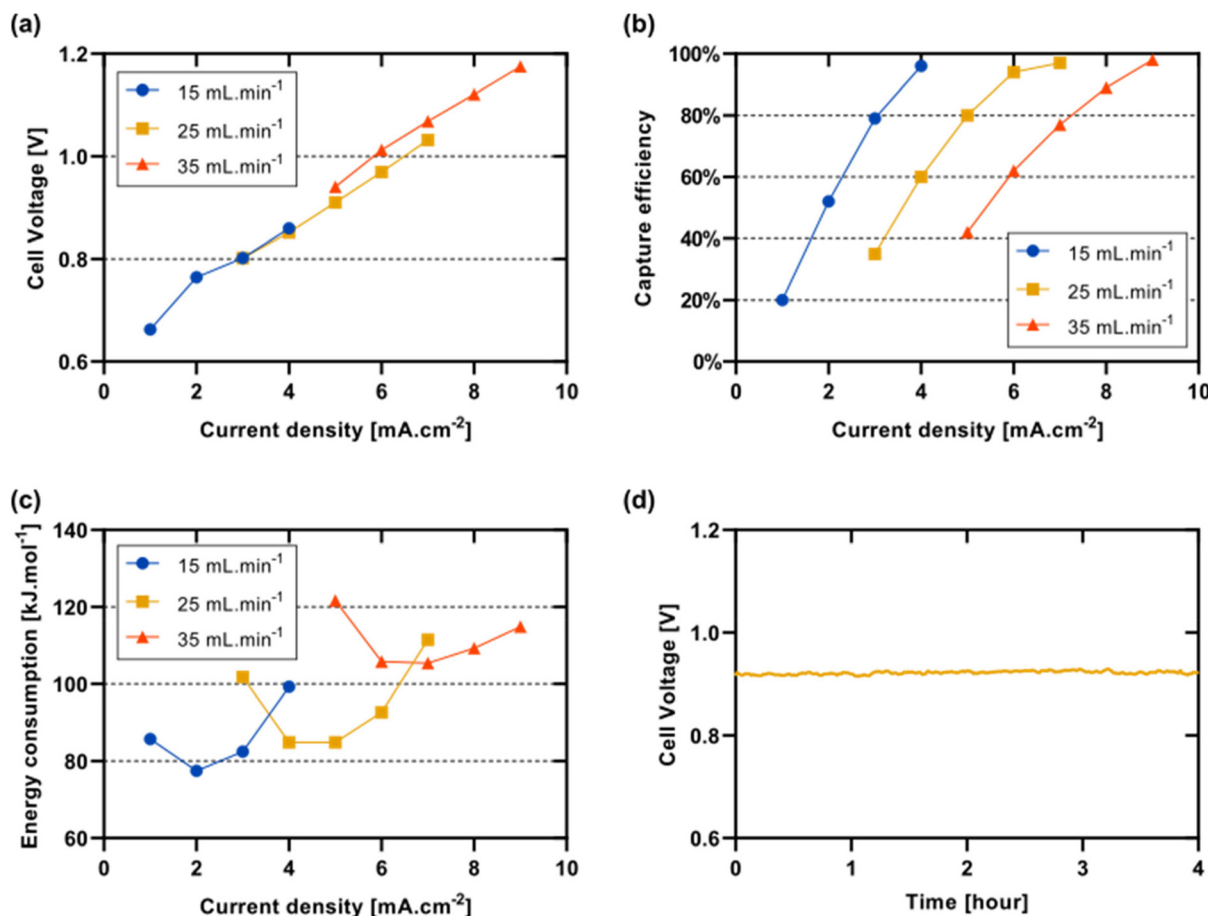 (a)
1.2
1.0
0.8
0.6
Cell Voltage [V]
15 mL.min⁻¹
25 mL.min⁻¹
35 mL.min⁻¹
0 2 4 6 8 10
Current density [mA.cm⁻²]
(b)
100%
80%
60%
40%
20%
0%
Capture efficiency
15 mL.min⁻¹
25 mL.min⁻¹
35 mL.min⁻¹
0 2 4 6 8 10
Current density [mA.cm⁻²]
(c)
140
120
100
80
60
Energy consumption [kJ.mol⁻¹]
15 mL.min⁻¹
25 mL.min⁻¹
35 mL.min⁻¹
0 2 4 6 8 10
Current density [mA.cm⁻²]
(d)
1.2
1.0
0.8
0.6
Cell Voltage [V]
0 1 2 3 4
Time [hour]